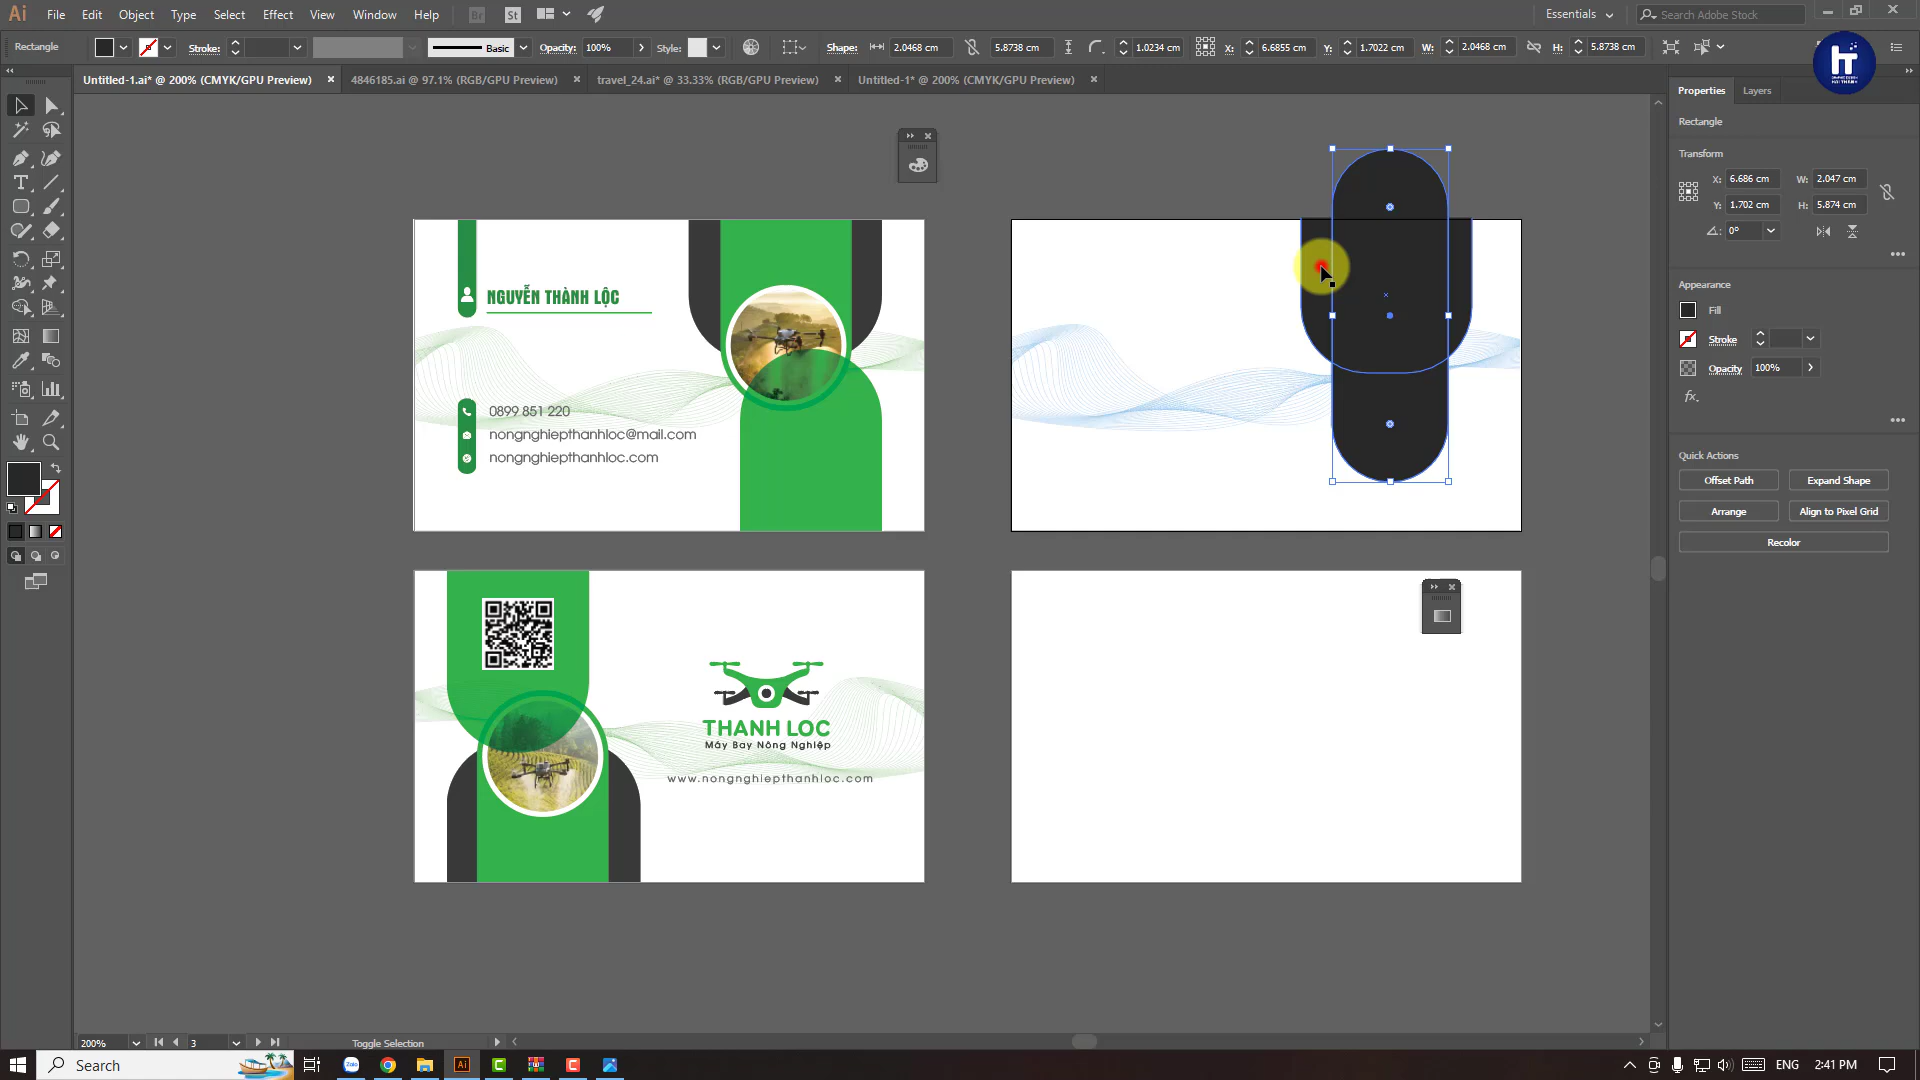 Ai File Edit Object Type Select Effect View Window Help Br St Essentials Search Adobe Stock
Rectangle Stroke: Basic Opacity: 100% Style: Shape: 2.0468 cm 5.8738 cm 1.0234 cm X: 6.6855 cm Y: 1.7022 cm W: 2.0468 cm H: 5.8738 cm
HT
Untitled-1.ai* @ 200% (CMYK/GPU Preview) 4846185.ai @ 97.1% (RGB/GPU Preview) travel_24.ai* @ 33.33% (RGB/GPU Preview) Untitled-1* @ 200% (CMYK/GPU Preview)
Properties Layers
Rectangle
Transform
X: 6.686 cm W: 2.047 cm
Y: 1.702 cm H: 5.874 cm
0°
Appearance
Fill
Stroke
Opacity 100%
fx.
Quick Actions
Offset Path Expand Shape
Arrange Align to Pixel Grid
Recolor
NGUYỄN THÀNH LỘC
0899 851 220
nongnghiepthanhloc@mail.com
nongnghiepthanhloc.com
THANH LOC
Máy Bay Nông Nghiệp
www.nongnghiepthanhloc.com
200% 3 Toggle Selection
Search Zalo Ai ENG 2:41 PM